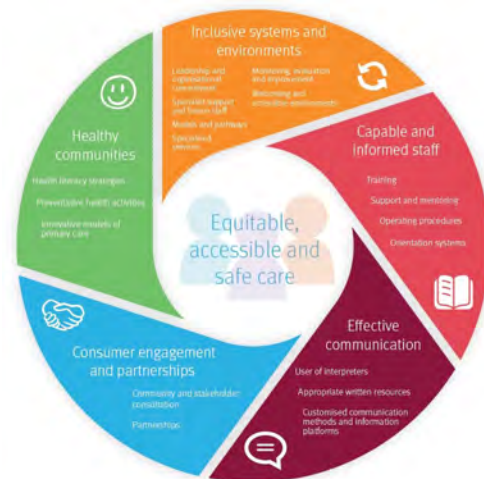 Inclusive systems and
environments
Leadership and
organisational
commitment
Specialist support
and liaison staff
Models and pathways
Specialised
services
Monitoring, evaluation
and improvement
Welcoming and
accessible environments
Capable and
informed staff
Training
Support and mentoring
Operating procedures
Orientation systems
Effective
communication
User of interpreters
Appropriate written resources
Customised communication
methods and information
platforms
Consumer engagement
and partnerships
Community and stakeholder
consultation
Partnerships
Healthy
communities
Health literacy strategies
Preventative health activities
Innovative models of
primary care
Equitable,
accessible and
safe care